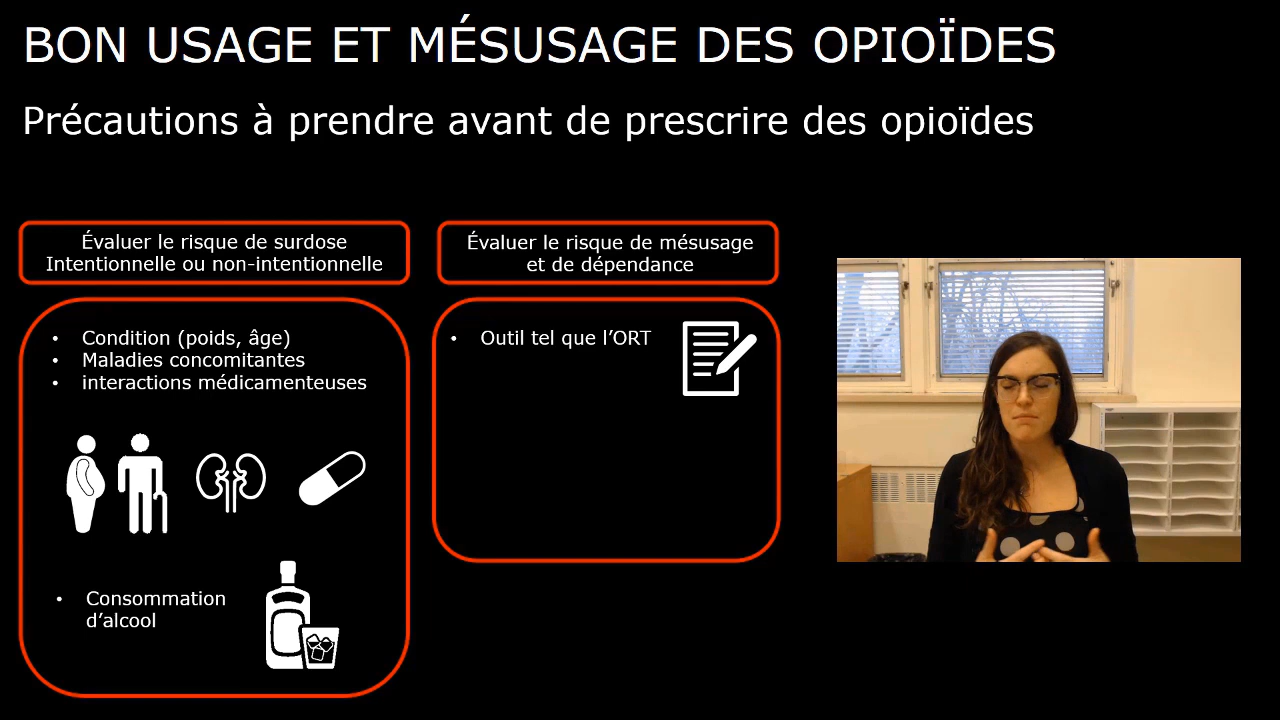 BON USAGE ET MÉSUSAGE DES OPIOÏDES
Précautions à prendre avant de prescrire des opioïdes
Évaluer le risque de surdose
Intentionnelle ou non-intentionnelle
• Condition (poids, âge)
• Maladies concomitantes
• interactions médicamenteuses
• Consommation
d’alcool
Évaluer le risque de mésusage
et de dépendance
• Outil tel que l’ORT